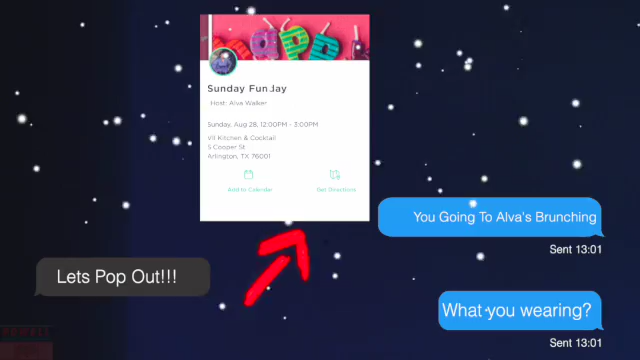 Sunday Funday
Host: Alva Walker
Sunday, Aug 28, 12:00PM - 3:00PM
VII Kitchen & Cocktail
5 Cooper St
Arlington, TX 76001
Add to Calendar
Get Directions
You Going To Alva's Brunching
Sent 13:01
Lets Pop Out!!!
What you wearing?
Sent 13:01